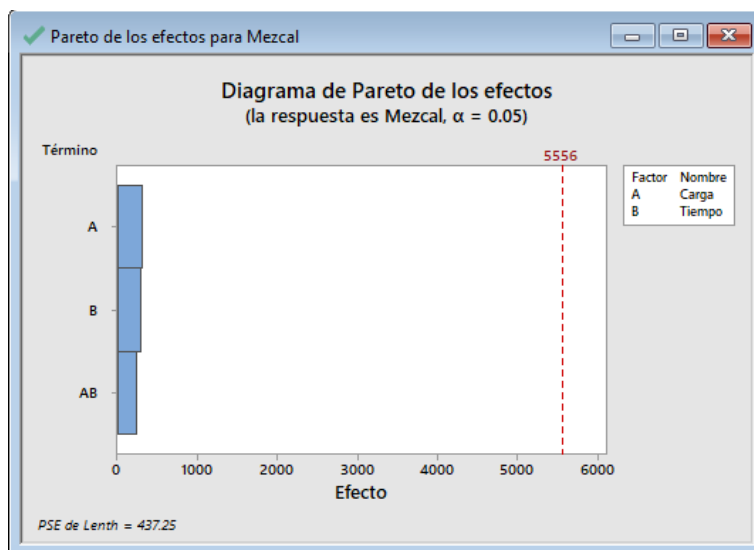 Pareto de los efectos para Mezcal
Diagrama de Pareto de los efectos
(la respuesta es Mezcal, α = 0.05)
Término
5556
Factor Nombre
A Carga
B Tiempo
A
B
AB
0 1000 2000 3000 4000 5000 6000
Efecto
PSE de Lenth = 437.25